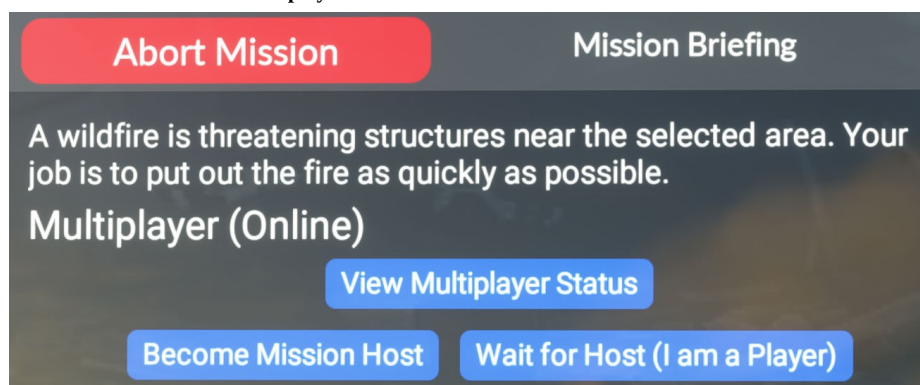 Abort Mission
Mission Briefing
A wildfire is threatening structures near the selected area. Your
job is to put out the fire as quickly as possible.
Multiplayer (Online)
View Multiplayer Status
Become Mission Host
Wait for Host (I am a Player)